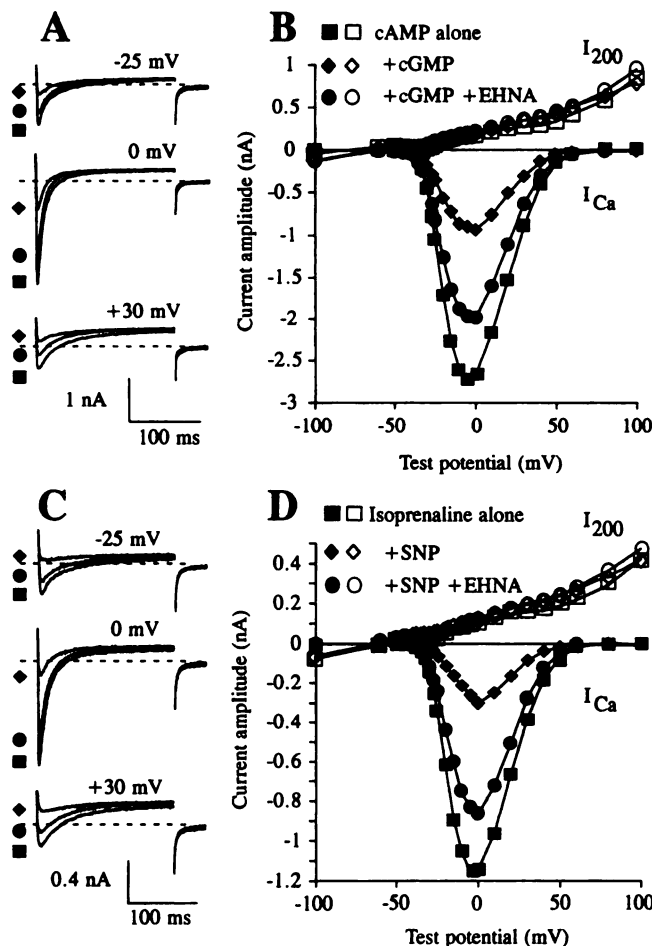 A
-25 mV
0 mV
+30 mV
1 nA
100 ms
B
cAMP alone
+cGMP
+cGMP +EHNA
I200
ICa
Current amplitude (nA)
1
0.5
0
-0.5
-1
-1.5
-2
-2.5
-3
-100 -50 0 50 100
Test potential (mV)
C
-25 mV
0 mV
+30 mV
0.4 nA
100 ms
D
Isoprenaline alone
+SNP
+SNP +EHNA
I200
ICa
Current amplitude (nA)
0.4
0.2
0
-0.2
-0.4
-0.6
-0.8
-1
-1.2
-100 -50 0 50 100
Test potential (mV)